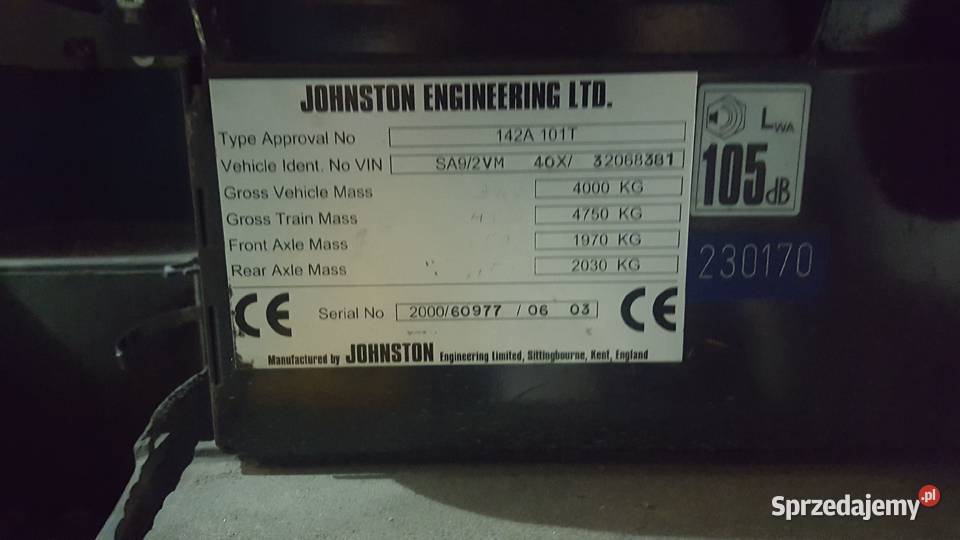 JOHNSTON ENGINEERING LTD.
Type Approval No 142A 101T
Vehicle Ident. No VIN SA9/2VM 40X/ 32068381
Gross Vehicle Mass 4000 KG
Gross Train Mass 4750 KG
Front Axle Mass 1970 KG
Rear Axle Mass 2030 KG
CE Serial No 2000/60977 / 06 03 CE
Manufactured by JOHNSTON Engineering Limited, Sittingbourne, Kent, England
LWA
105dB
230170
Sprzedajemy.pl